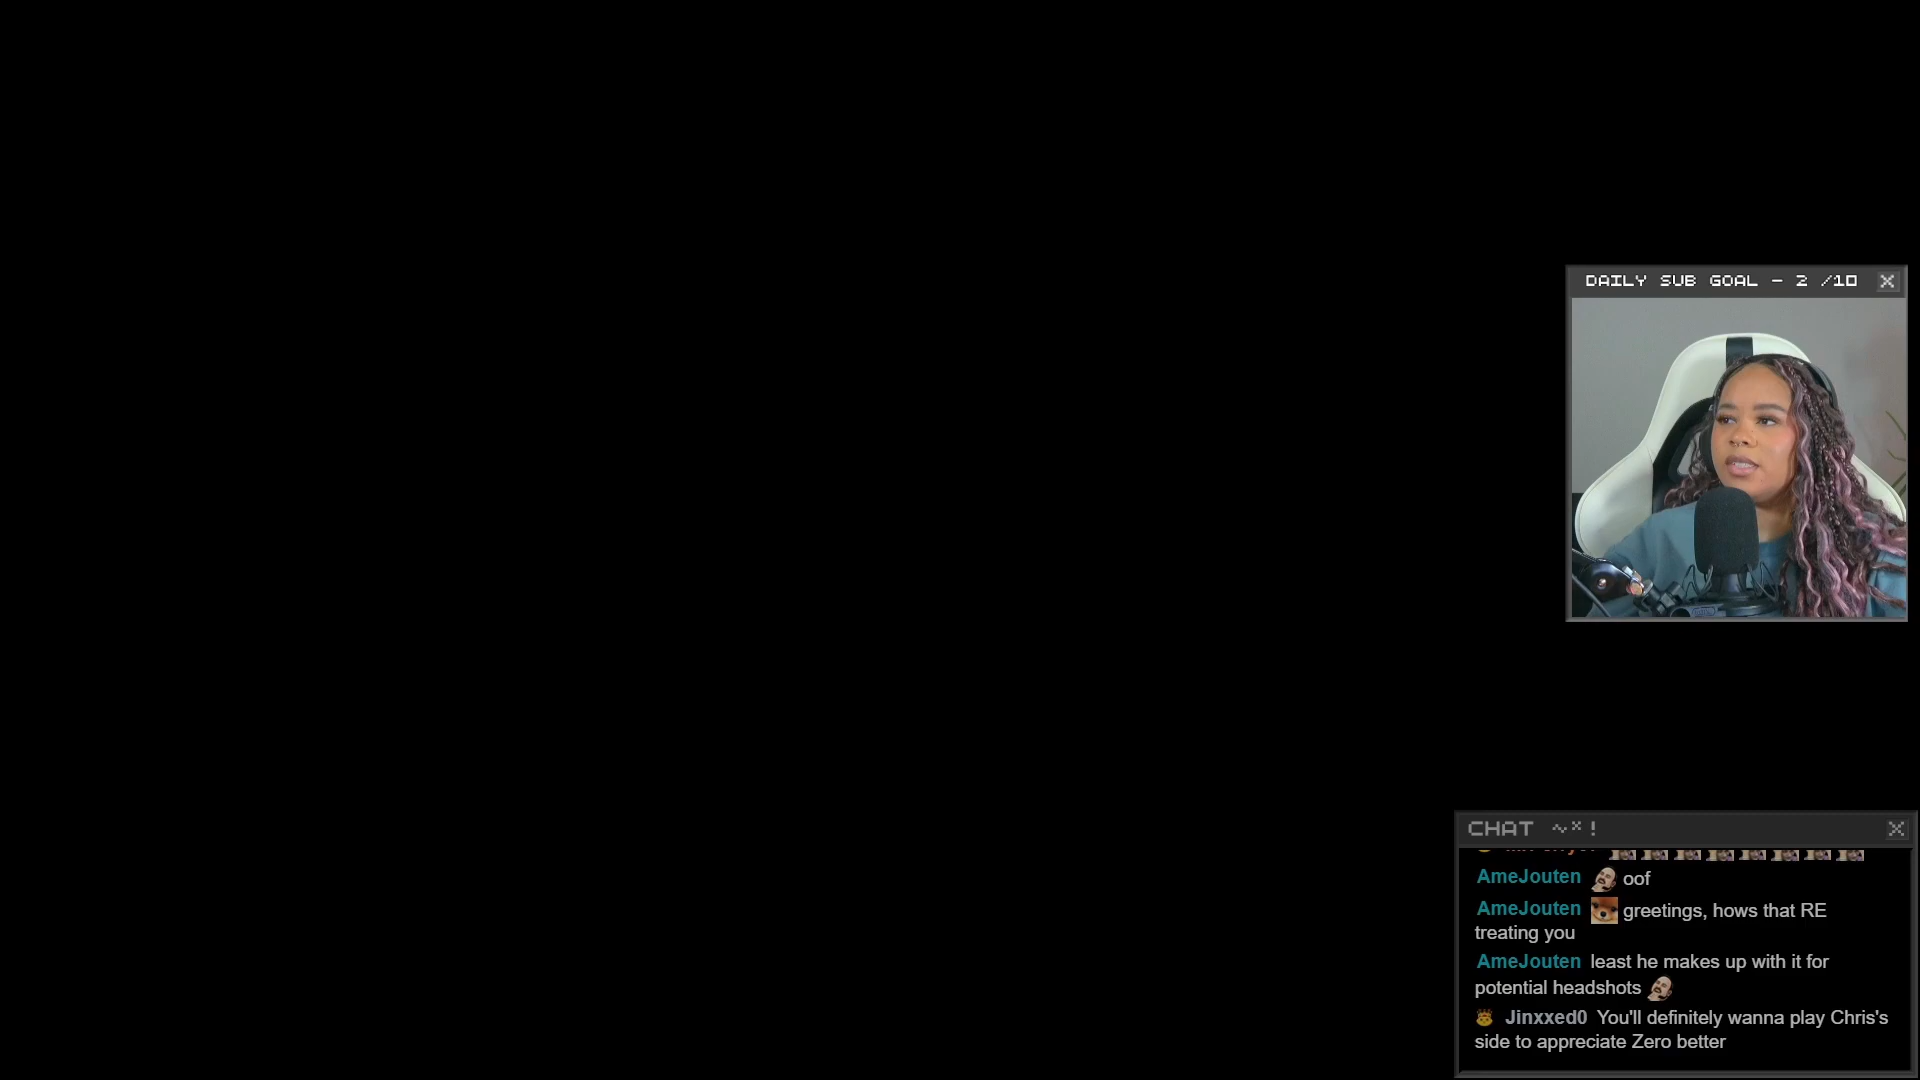 DAILY SUB GOAL - 2 /10
CHAT ~* !
AmeJouten oof
AmeJouten greetings, hows that RE
treating you
AmeJouten least he makes up with it for
potential headshots
Jinxxed0 You'll definitely wanna play Chris's
side to appreciate Zero better